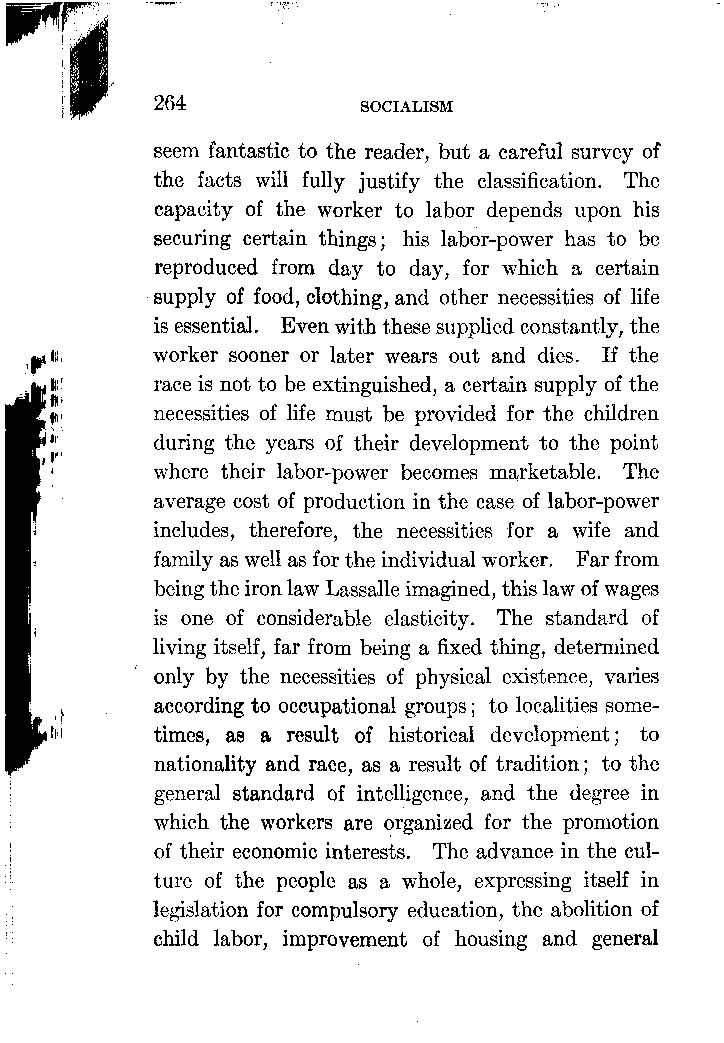 264 SOCIALISM
seem fantastic to the reader, but a careful survey of
the facts will fully justify the classification. The
capacity of the worker to labor depends upon his
securing certain things; his labor-power has to be
reproduced from day to day, for which a certain
supply of food, clothing, and other necessities of life
is essential. Even with these supplied constantly, the
worker sooner or later wears out and dies. If the
race is not to be extinguished, a certain supply of the
necessities of life must be provided for the children
during the years of their development to the point
where their labor-power becomes marketable. The
average cost of production in the case of labor-power
includes, therefore, the necessities for a wife and
family as well as for the individual worker. Far from
being the iron law Lassalle imagined, this law of wages
is one of considerable elasticity. The standard of
living itself, far from being a fixed thing, determined
only by the necessities of physical existence, varies
according to occupational groups; to localities some-
times, as a result of historical development; to
nationality and race, as a result of tradition; to the
general standard of intelligence, and the degree in
which the workers are organized for the promotion
of their economic interests. The advance in the cul-
ture of the people as a whole, expressing itself in
legislation for compulsory education, the abolition of
child labor, improvement of housing and general